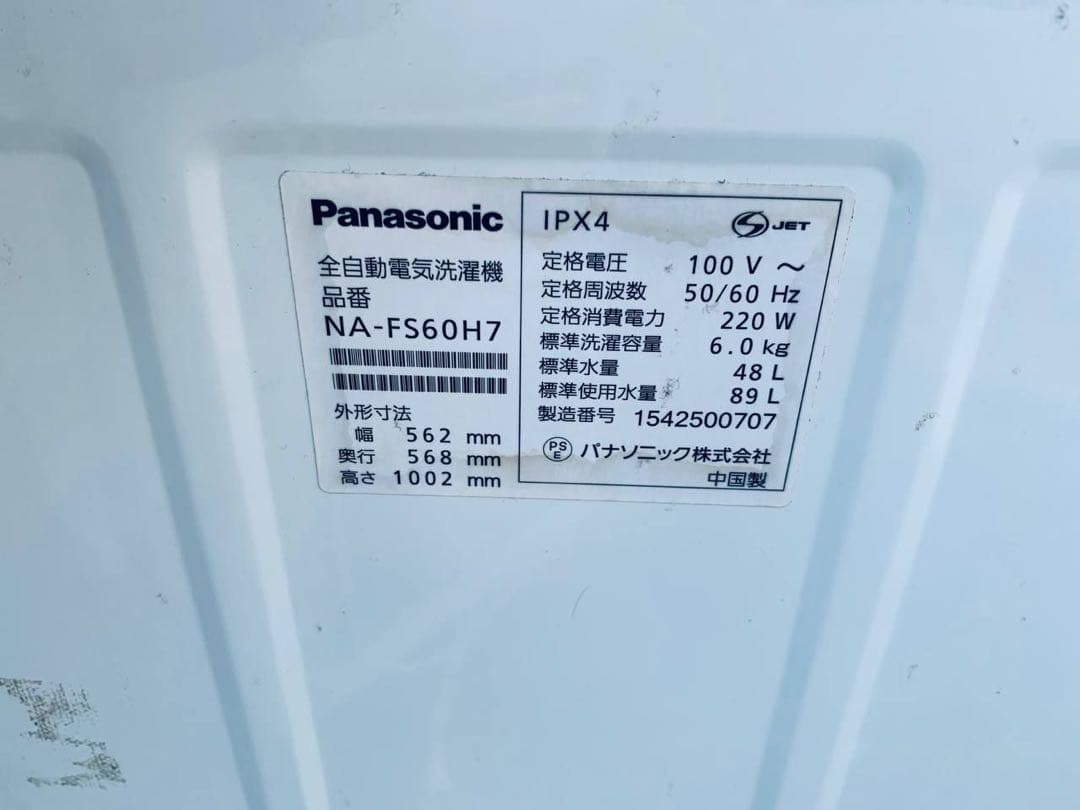 Panasonic
全自動電気洗濯機
品番
NA-FS60H7
外形寸法
幅 562 mm
奥行 568 mm
高さ 1002 mm
IPX4 S JET
定格電圧 100 V ～
定格周波数 50/60 Hz
定格消費電力 220 W
標準洗濯容量 6.0 kg
標準水量 48 L
標準使用水量 89 L
製造番号 1542500707
PSE パナソニック株式会社
中国製